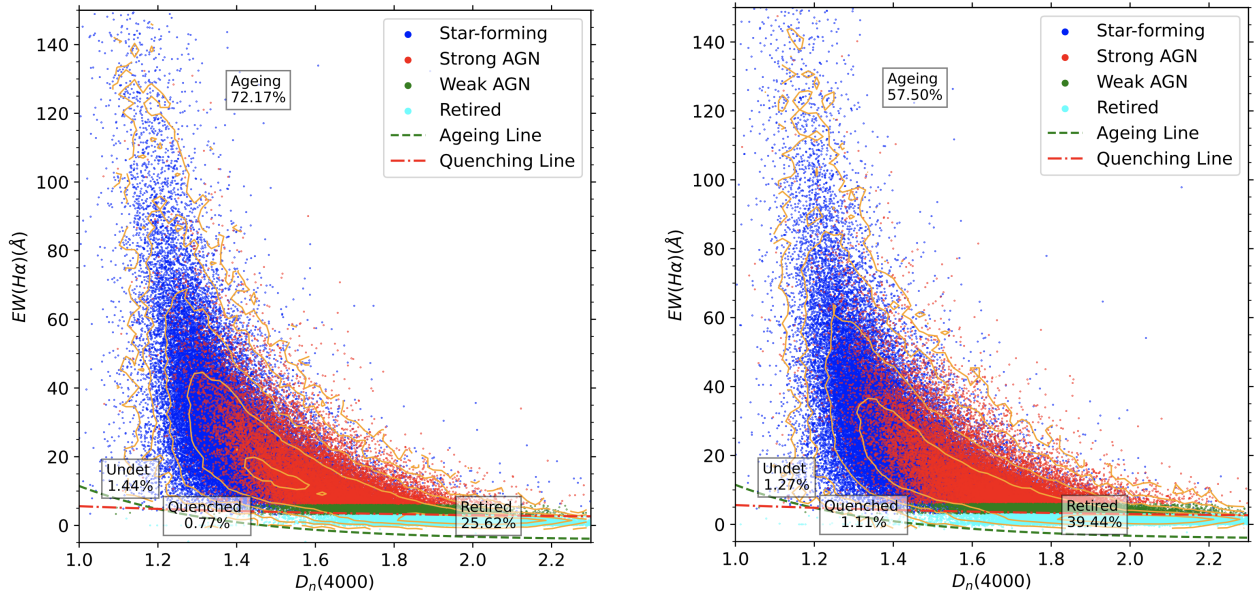 Star-forming
Strong AGN
Weak AGN
Retired
Ageing Line
Quenching Line
Ageing
72.17%
Undet
1.44%
Quenched
0.77%
Retired
25.62%
140
120
100
80
60
40
20
0
EW(Hα)(Å)
1.0 1.2 1.4 1.6 1.8 2.0 2.2
Dn(4000)
Star-forming
Strong AGN
Weak AGN
Retired
Ageing Line
Quenching Line
Ageing
57.50%
Undet
1.27%
Quenched
1.11%
Retired
39.44%
140
120
100
80
60
40
20
0
EW(Hα)(Å)
1.0 1.2 1.4 1.6 1.8 2.0 2.2
Dn(4000)